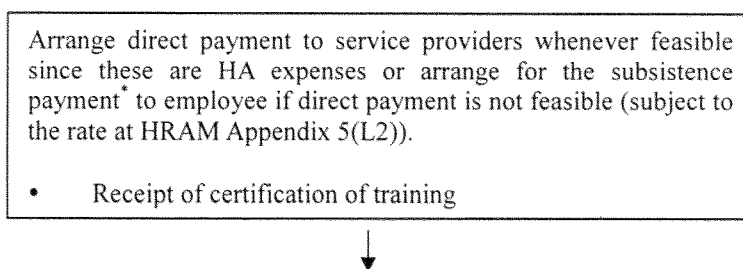 Arrange direct payment to service providers whenever feasible
since these are HA expenses or arrange for the subsistence
payment* to employee if direct payment is not feasible (subject to
the rate at HRAM Appendix 5(L2)).
• Receipt of certification of training